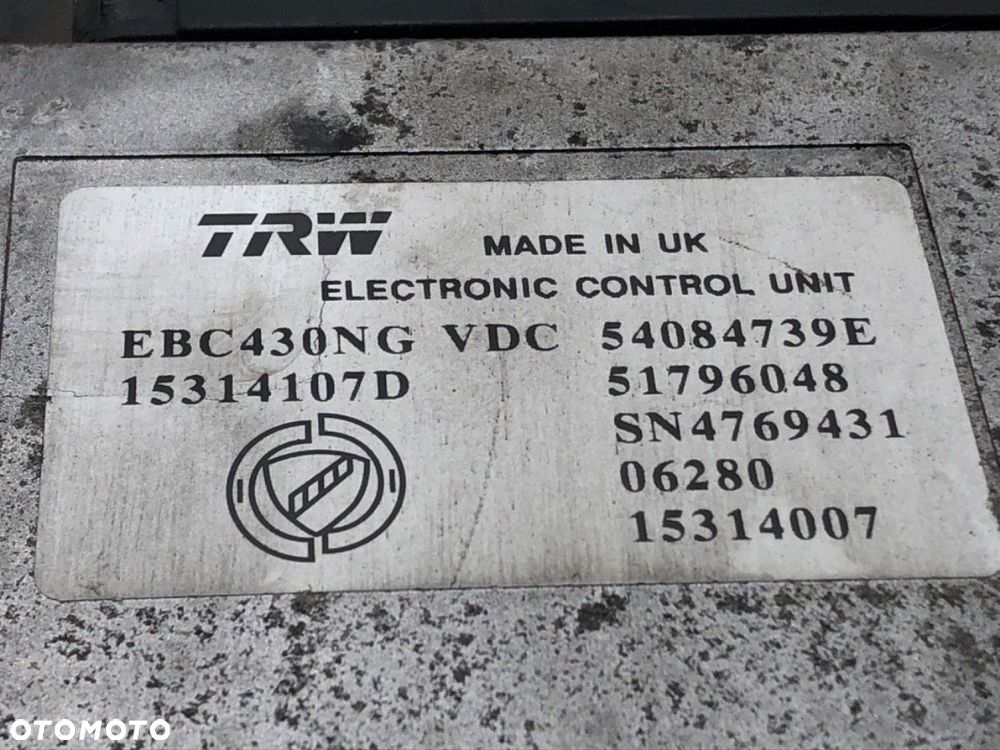 TRW MADE IN UK
ELECTRONIC CONTROL UNIT
EBC430NG VDC 54084739E
15314107D 51796048
SN4769431
06280
15314007
OTOMOTO